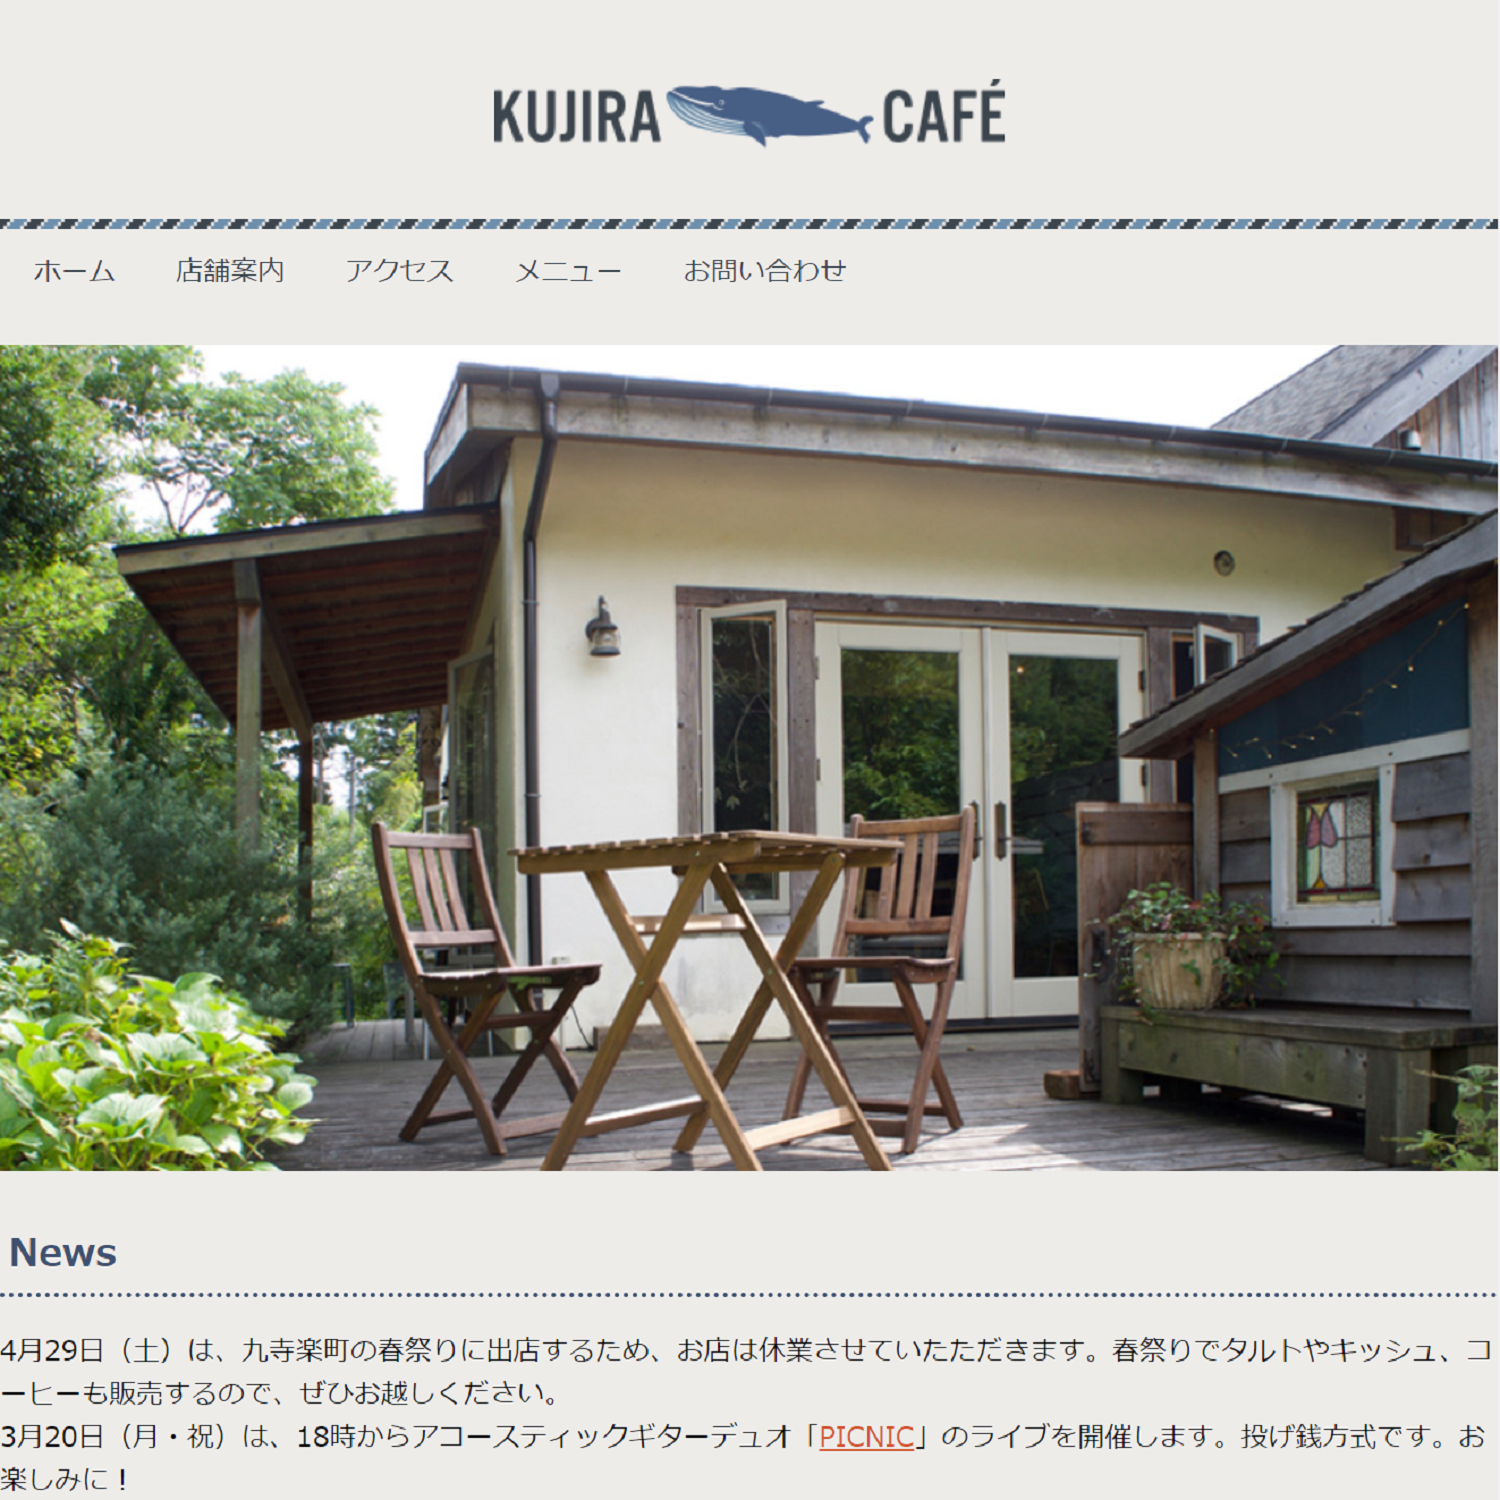 KUJIRA CAFÉ
ホーム 店舗案内 アクセス メニュー お問い合わせ
News
4月29日（土）は、九寺楽町の春祭りに出店するため、お店は休業させていたただきます。春祭りでタルトやキッシュ、コ
ーヒーも販売するので、ぜひお越しください。
3月20日（月・祝）は、18時からアコースティックギターデュオ「PICNIC」のライブを開催します。投げ銭方式です。お
楽しみに！